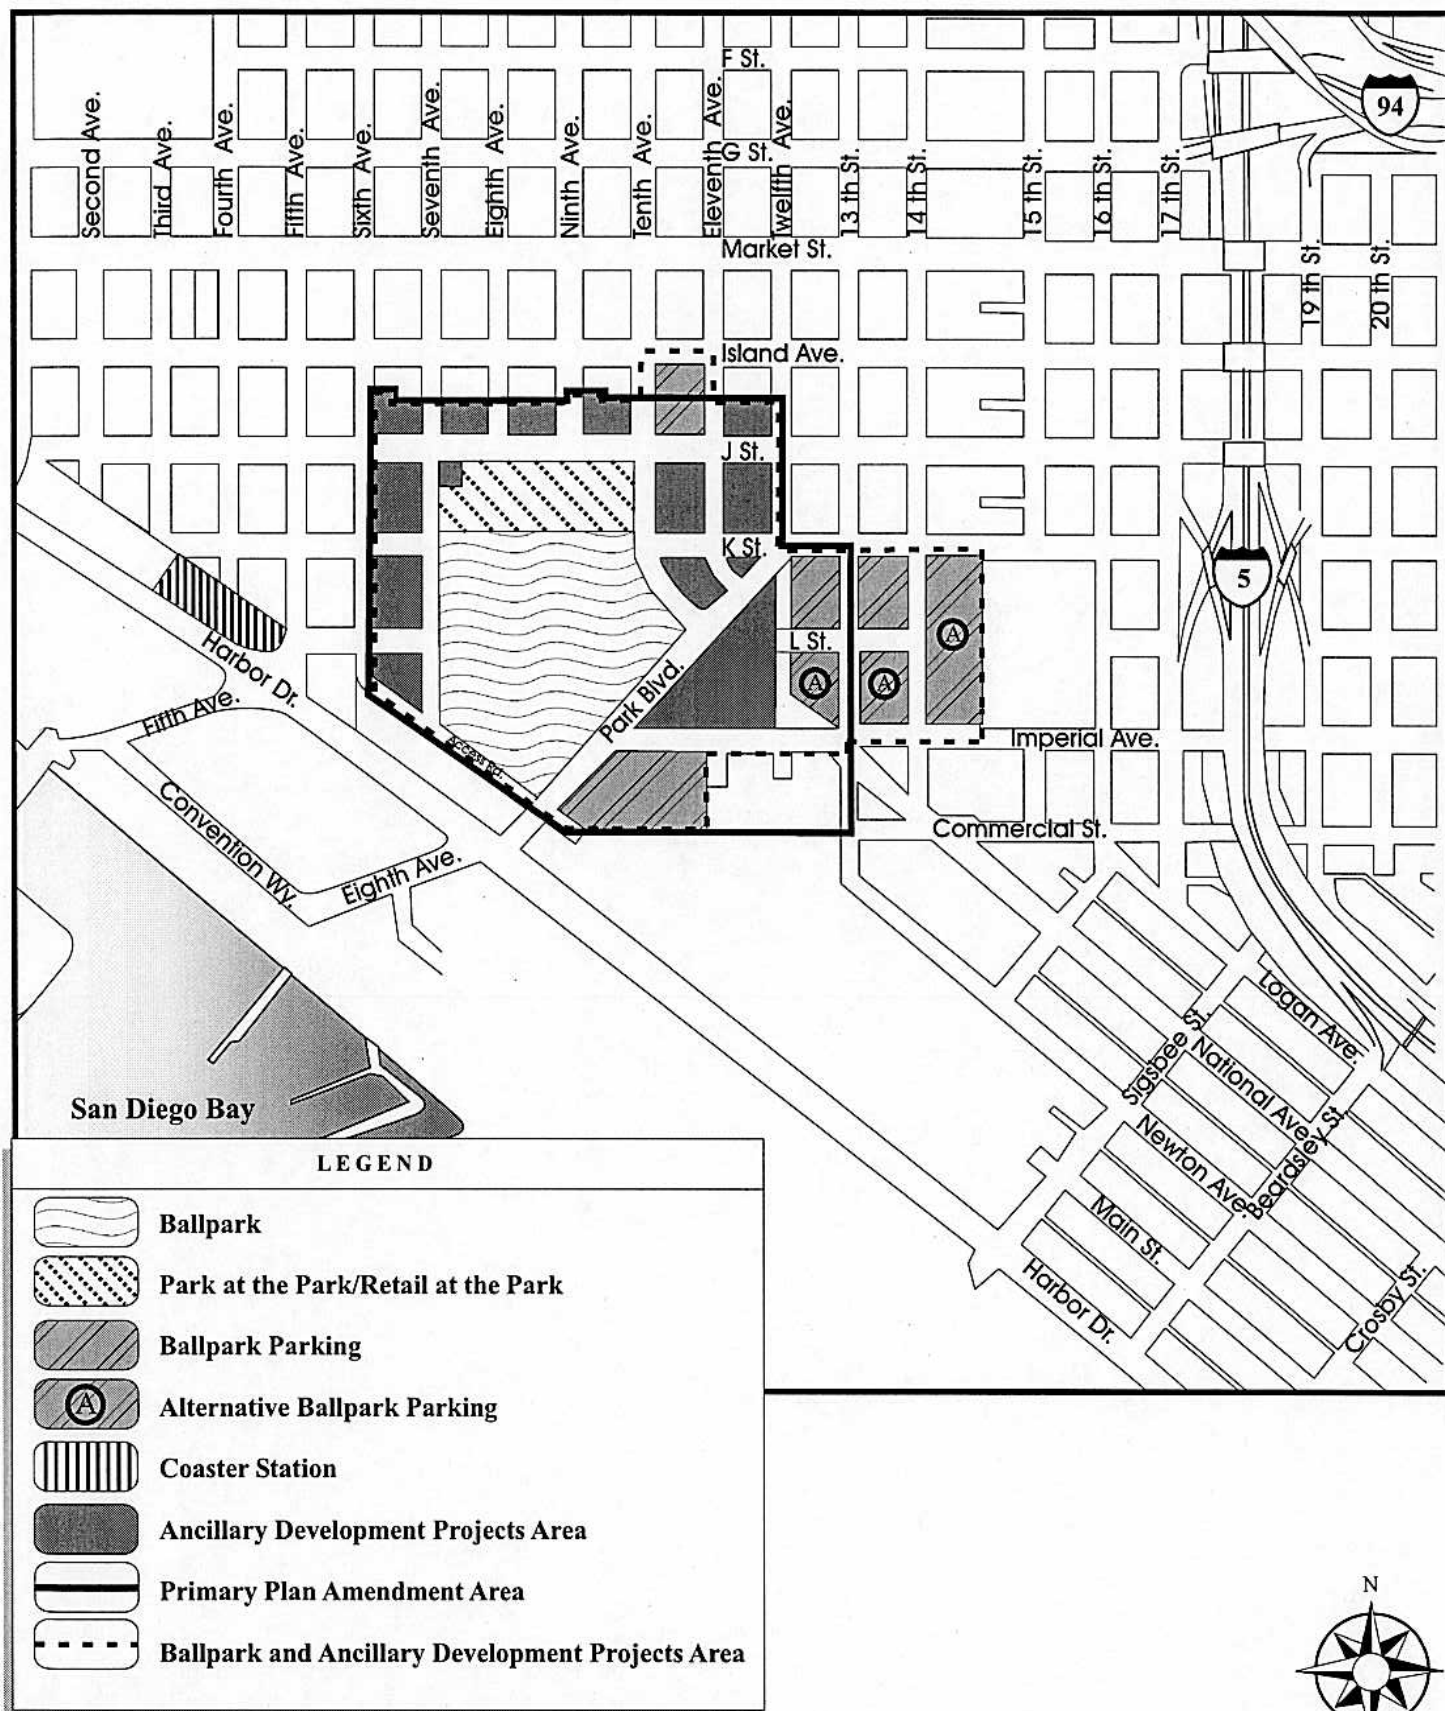 F St.
94
Second Ave.
Third Ave.
Fourth Ave.
Fifth Ave.
Sixth Ave.
Seventh Ave.
Eighth Ave.
Ninth Ave.
Tenth Ave.
Eleventh Ave.
Twelfth Ave.
G St.
13 th St.
14 th St.
15 th St.
16 th St.
17 th St.
Market St.
19 th St.
20 th St.
Island Ave.
J St.
K St.
5
L St.
A
A
A
Harbor Dr.
Fifth Ave.
Park Blvd.
Access Rd.
Imperial Ave.
Convention Wy.
Commercial St.
Eighth Ave.
Logan Ave.
Sigsbee St.
National Ave.
Beardsley St.
Newton Ave.
Main St.
Harbor Dr.
Crosby St.
San Diego Bay
LEGEND
Ballpark
Park at the Park/Retail at the Park
Ballpark Parking
A
Alternative Ballpark Parking
Coaster Station
Ancillary Development Projects Area
Primary Plan Amendment Area
Ballpark and Ancillary Development Projects Area
N